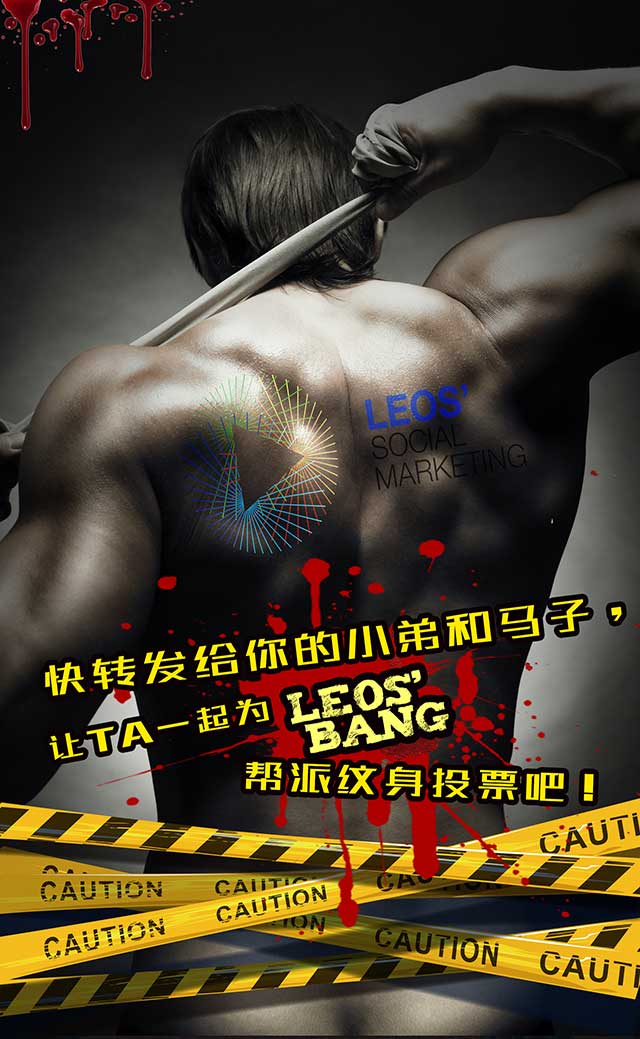 LEOS'
SOCIAL
MARKETING
快转发给你的小弟和马子，
让TA一起为 LEOS' BANG
帮派纹身投票吧！
CAUTI
CAUTION CAUTI
CAUTION
CAUTION
CAUTION
CAUTION
CAUTI